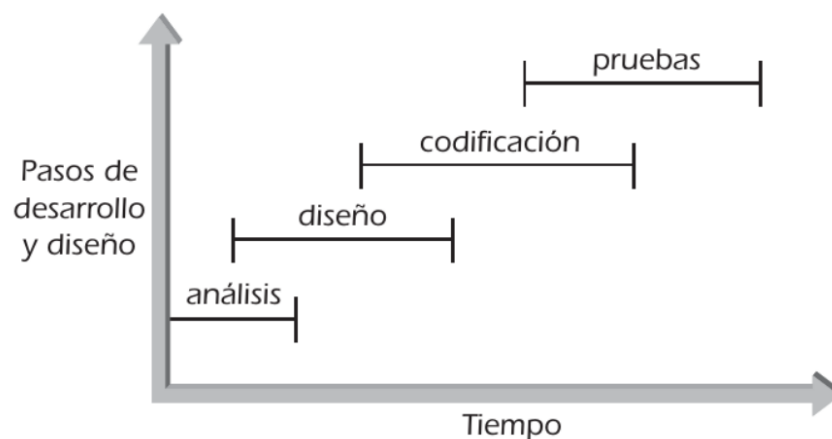 pruebas
codificación
Pasos de
desarrollo
y diseño
diseño
análisis
Tiempo